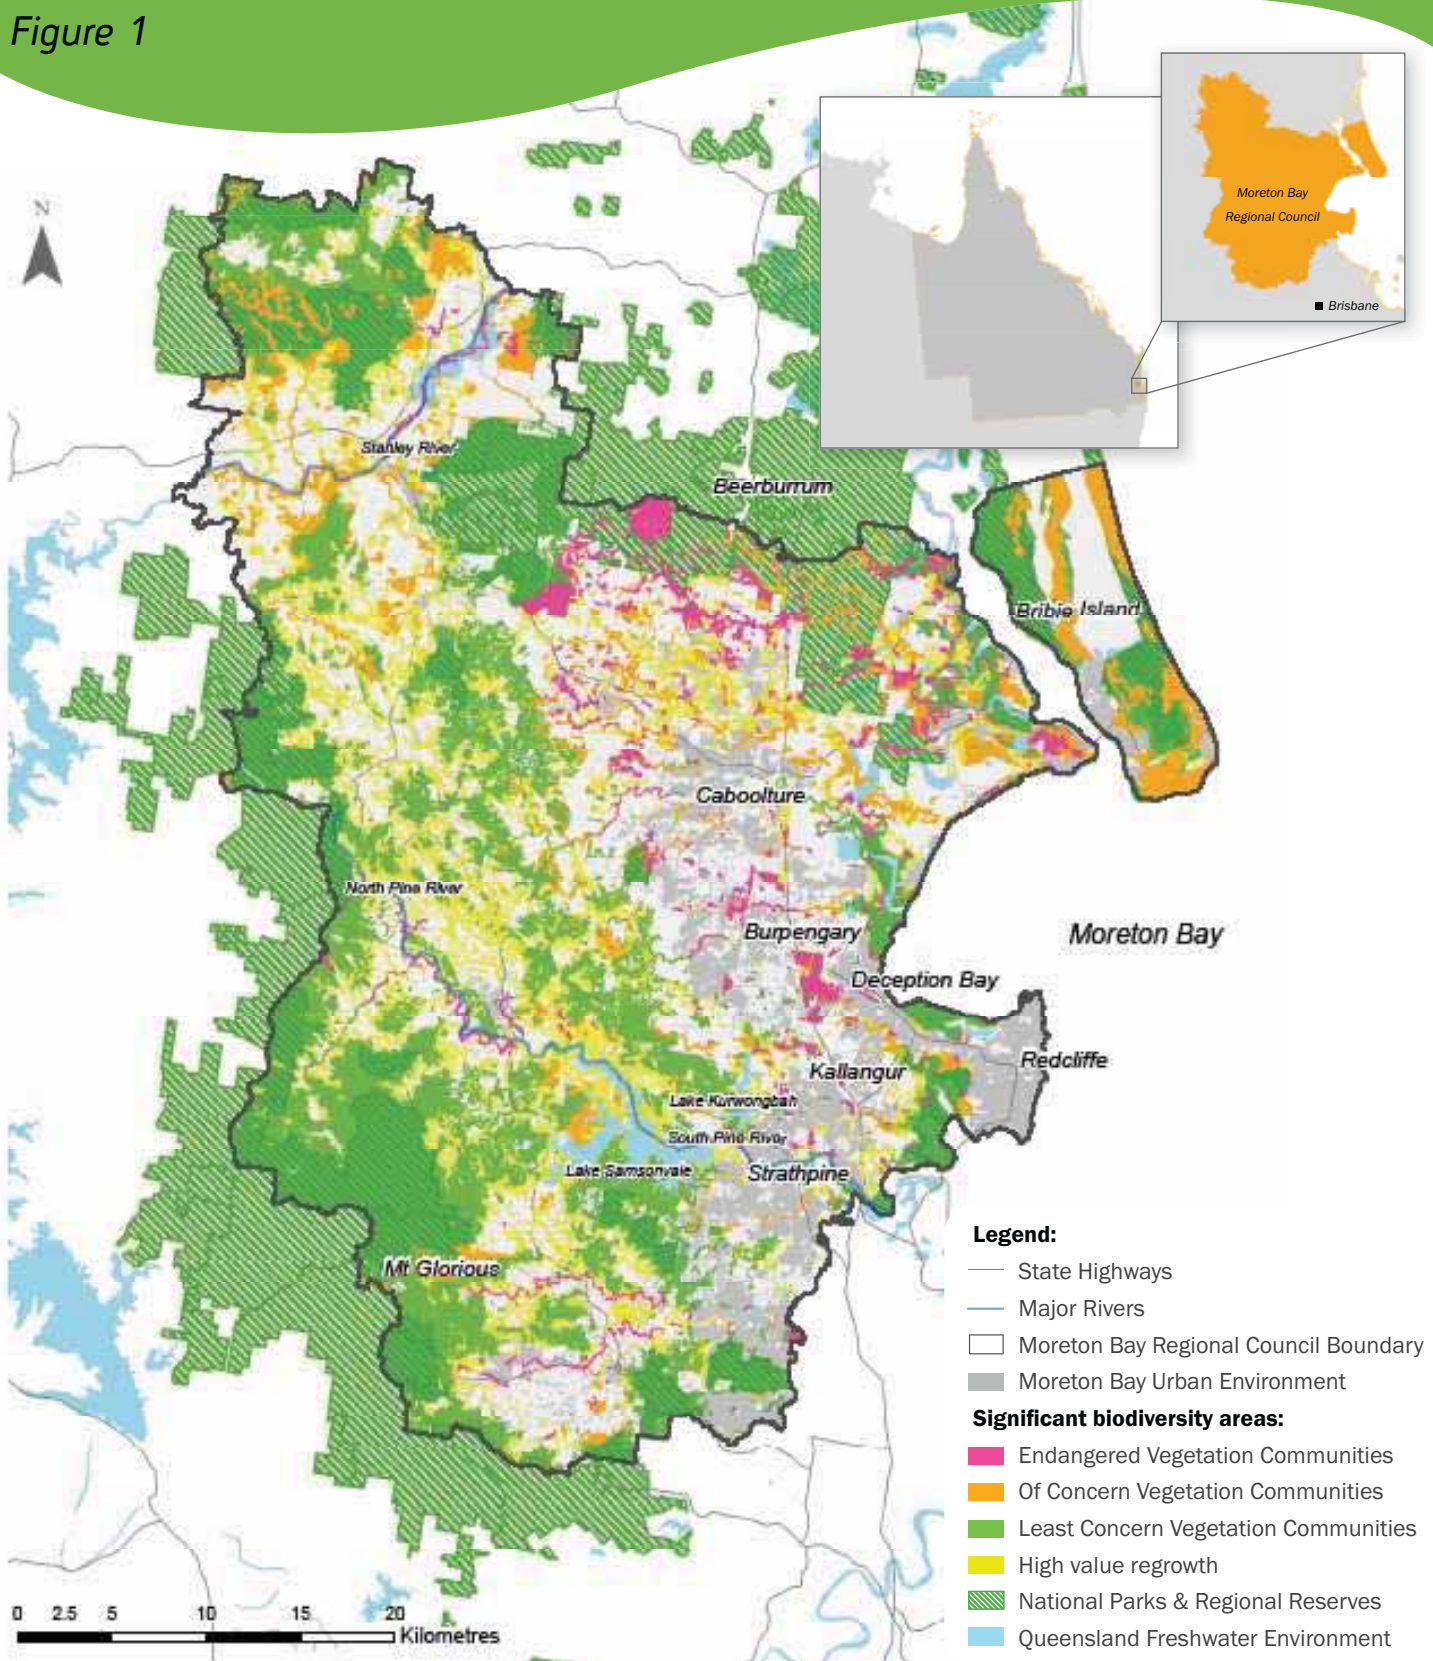 Figure 1
N
Moreton Bay
Regional Council
Brisbane
Stanley River
Beerburrum
Bribie Island
Caboolture
North Pine River
Burpengary
Moreton Bay
Deception Bay
Redcliffe
Kallangur
Lake Kurwongbah
South Pine River
Lake Samsonvale
Strathpine
Mt Glorious
Legend:
State Highways
Major Rivers
Moreton Bay Regional Council Boundary
Moreton Bay Urban Environment
Significant biodiversity areas:
Endangered Vegetation Communities
Of Concern Vegetation Communities
Least Concern Vegetation Communities
High value regrowth
National Parks & Regional Reserves
Queensland Freshwater Environment
0 2.5 5 10 15 20
Kilometres